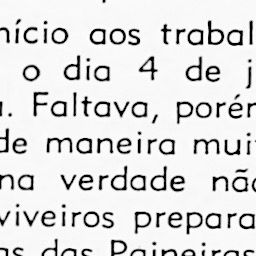 nício aos trabal
o dia 4 de j
. Faltava, porém
de maneira mui
na verdade não
viveiros prepara
as das Paineiras